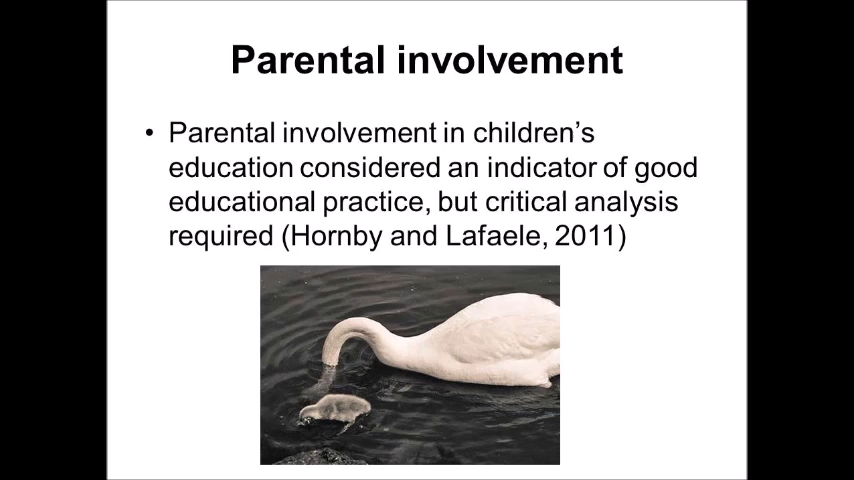 Parental involvement
• Parental involvement in children’s
education considered an indicator of good
educational practice, but critical analysis
required (Hornby and Lafaele, 2011)